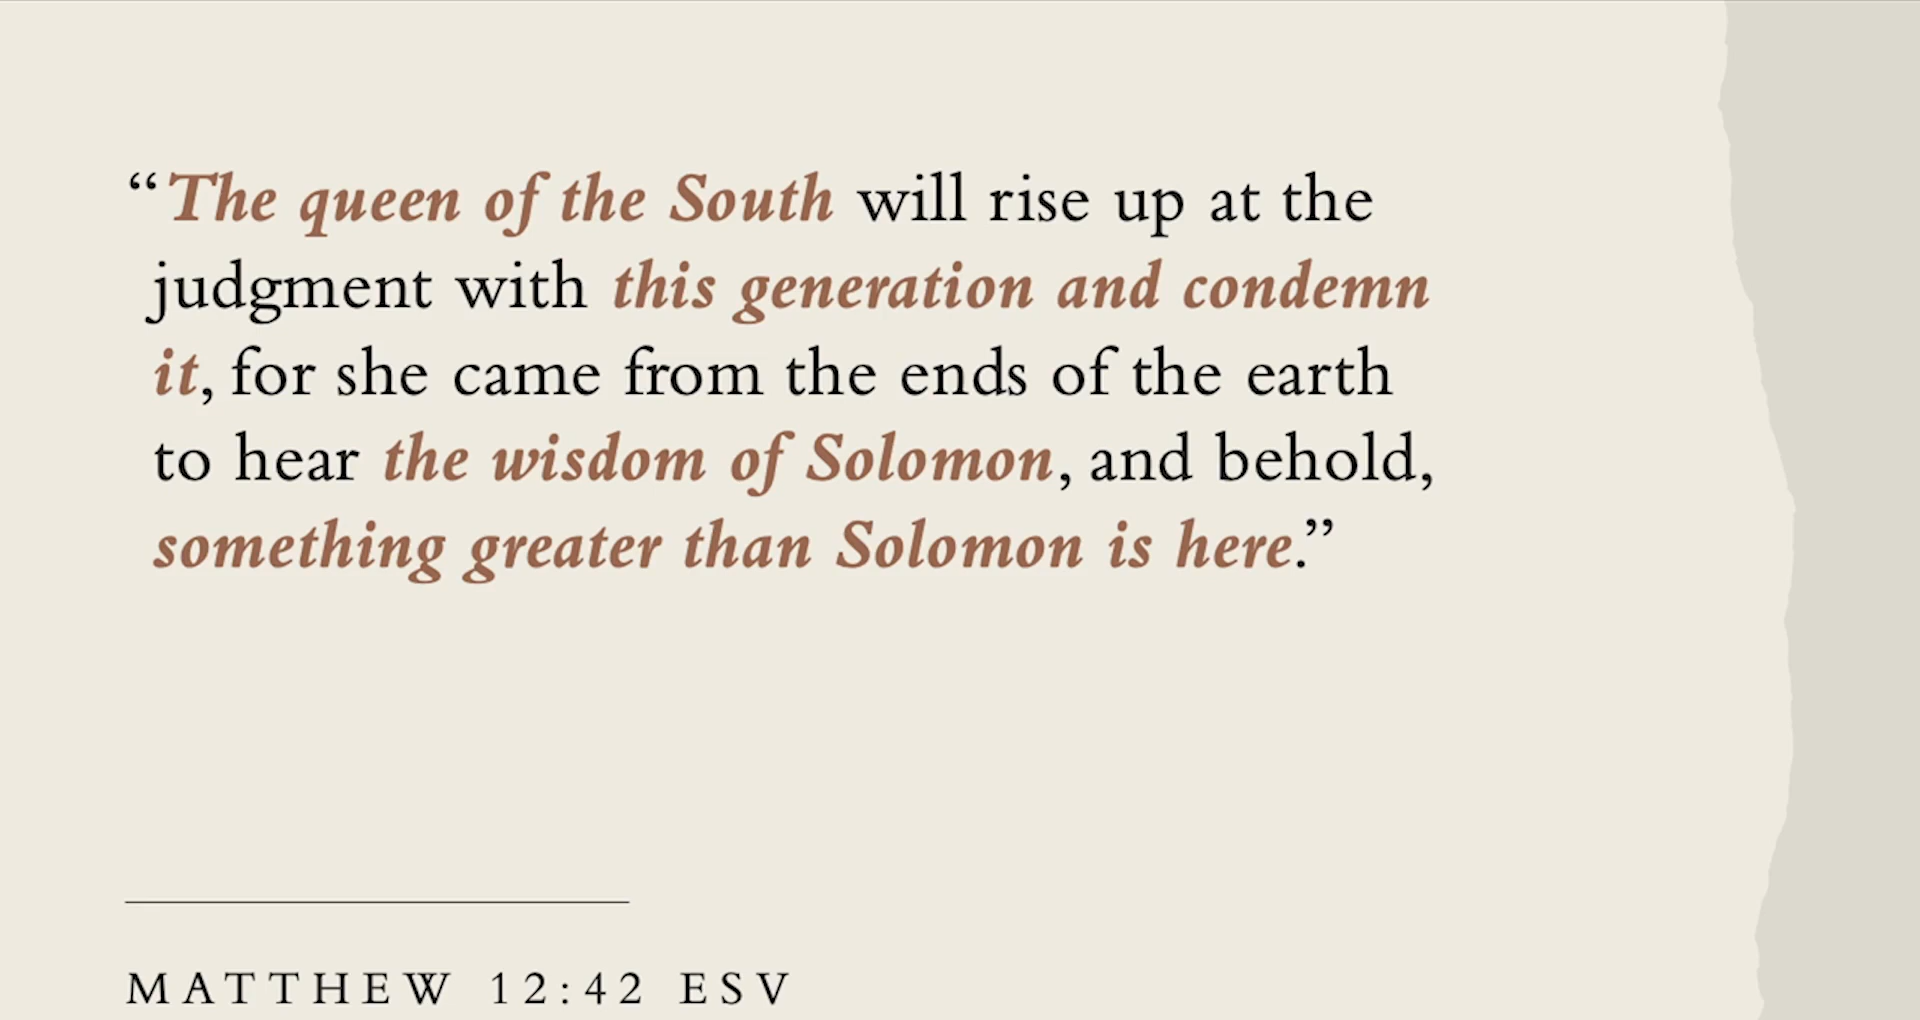 “The queen of the South will rise up at the
judgment with this generation and condemn
it, for she came from the ends of the earth
to hear the wisdom of Solomon, and behold,
something greater than Solomon is here.”
MATTHEW 12:42 ESV